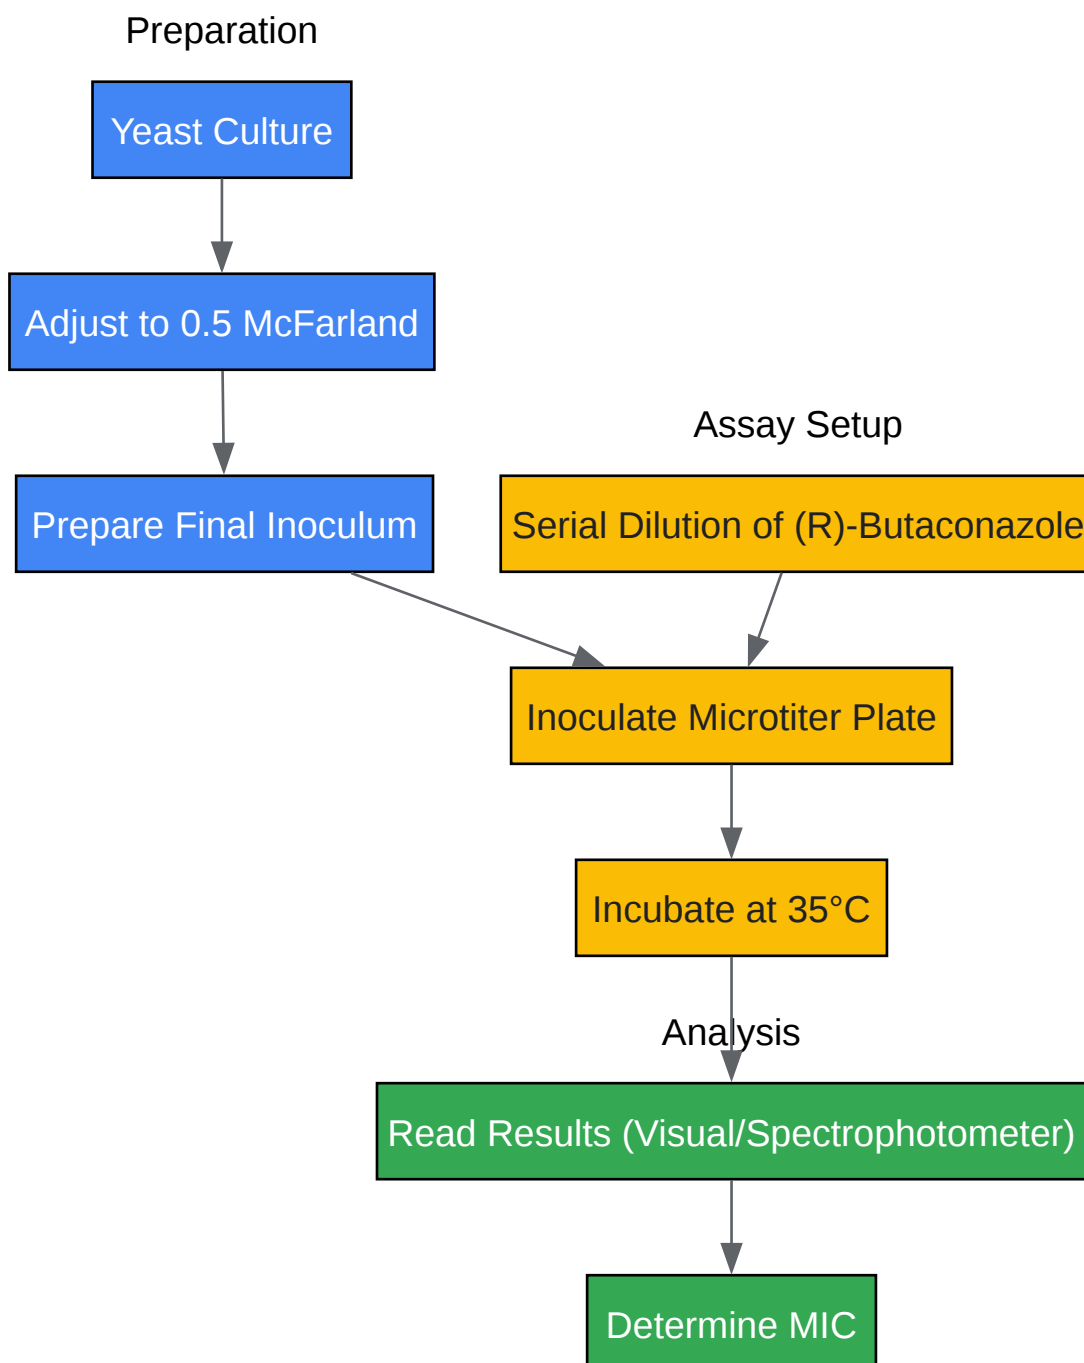 Preparation
Yeast Culture
Adjust to 0.5 McFarland
Prepare Final Inoculum
Assay Setup
Serial Dilution of (R)-Butaconazole
Inoculate Microtiter Plate
Incubate at 35°C
Analysis
Read Results (Visual/Spectrophotometer)
Determine MIC